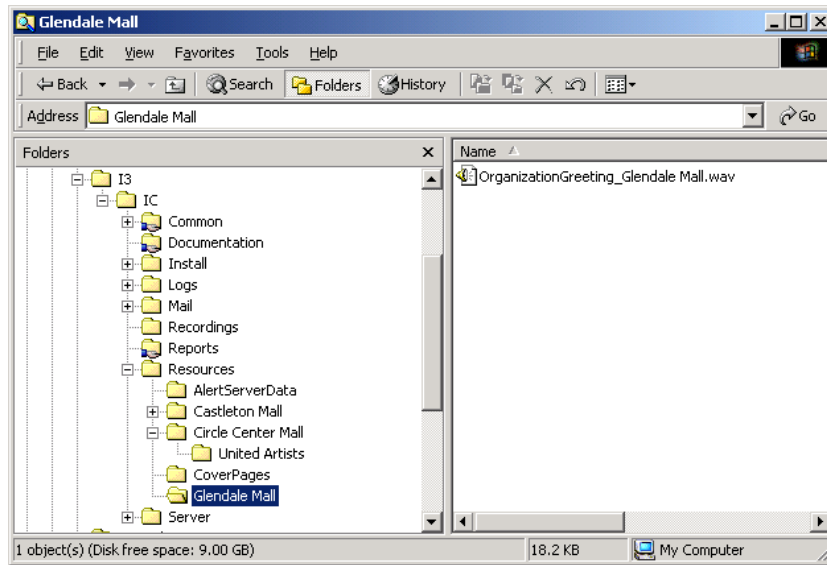 Glendale Mall
File Edit View Favorites Tools Help
Back Search Folders History
Address Glendale Mall Go
Folders
Name
I3
IC
Common
Documentation
Install
Logs
Mail
Recordings
Reports
Resources
AlertServerData
Castleton Mall
Circle Center Mall
United Artists
CoverPages
Glendale Mall
Server
OrganizationGreeting_Glendale Mall.wav
1 object(s) (Disk free space: 9.00 GB) 18.2 KB My Computer